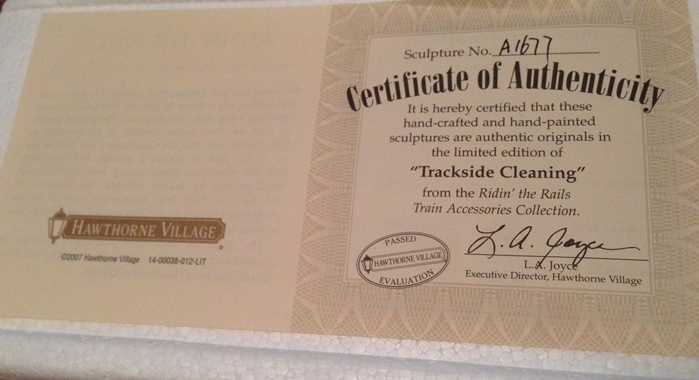 Sculpture No. A1677
Certificate of Authenticity
It is hereby certified that these
hand-crafted and hand-painted
sculptures are authentic originals in
the limited edition of
"Trackside Cleaning"
from the Ridin' the Rails
Train Accessories Collection.
L. A. Joyce
L.A. Joyce
Executive Director, Hawthorne Village
PASSED
HAWTHORNE VILLAGE
EVALUATION
HAWTHORNE VILLAGE
©2007 Hawthorne Village 14-00038-012-LIT